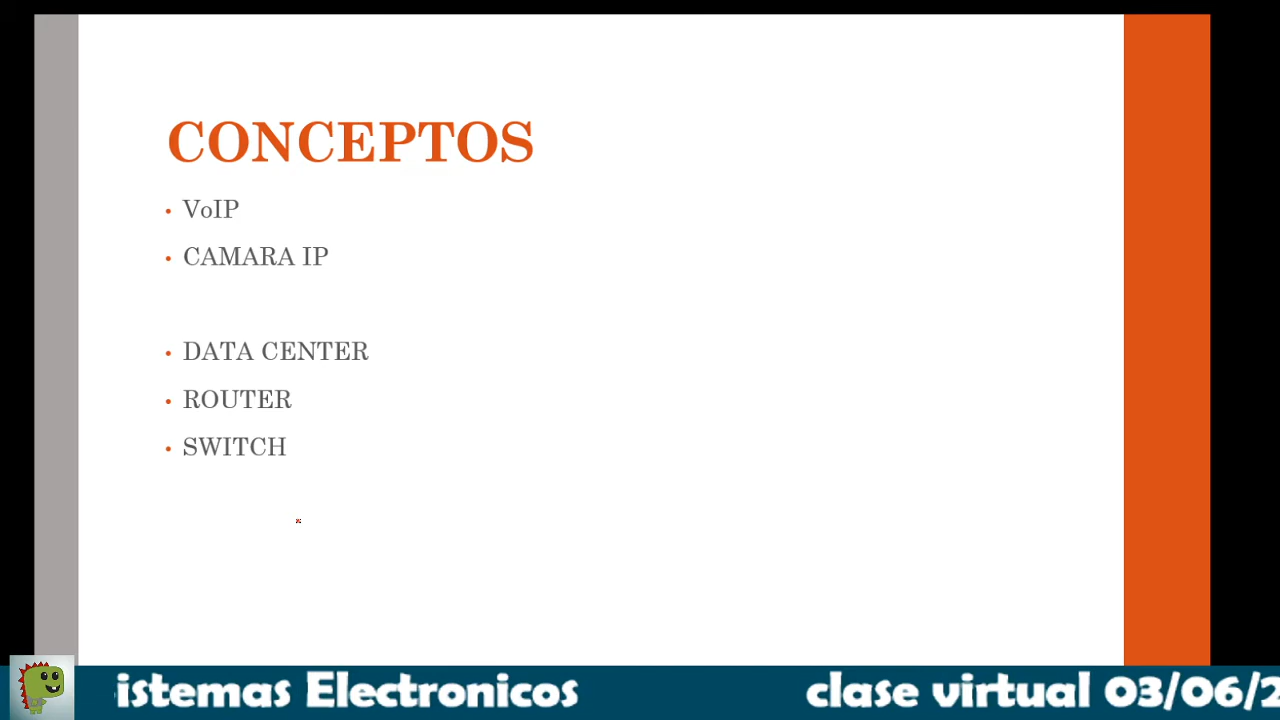 CONCEPTOS
• VoIP
• CAMARA IP
• DATA CENTER
• ROUTER
• SWITCH
istemas Electronicos
clase virtual 03/06/2